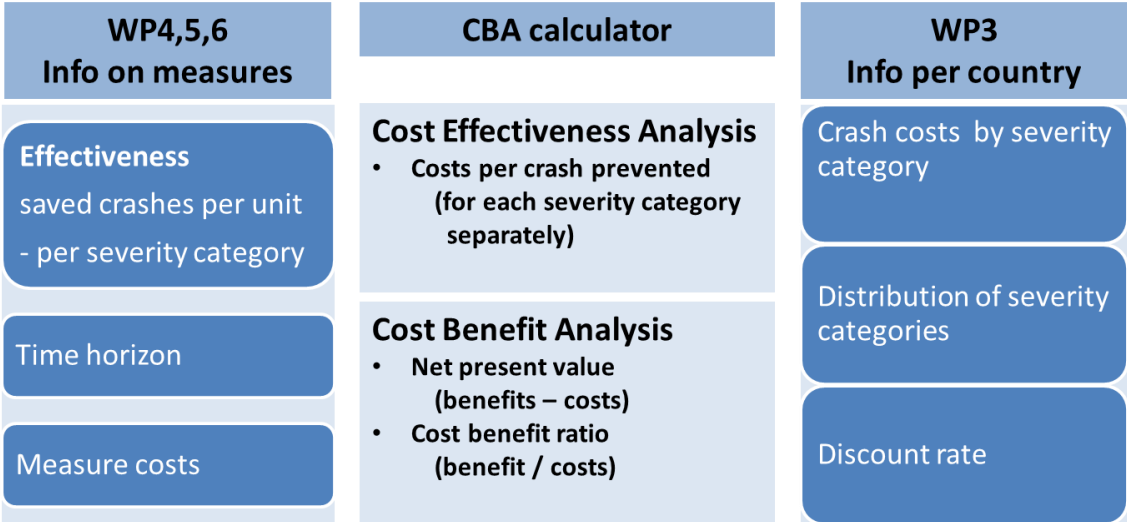 WP4,5,6
Info on measures
Effectiveness
saved crashes per unit
- per severity category
Time horizon
Measure costs
CBA calculator
Cost Effectiveness Analysis
• Costs per crash prevented
(for each severity category
separately)
Cost Benefit Analysis
• Net present value
(benefits – costs)
• Cost benefit ratio
(benefit / costs)
WP3
Info per country
Crash costs by severity
category
Distribution of severity
categories
Discount rate